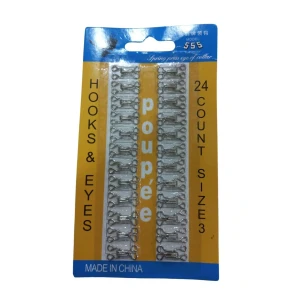 555
HOOKS & EYES
poupée
24 COUNT SIZE 3
MADE IN CHINA